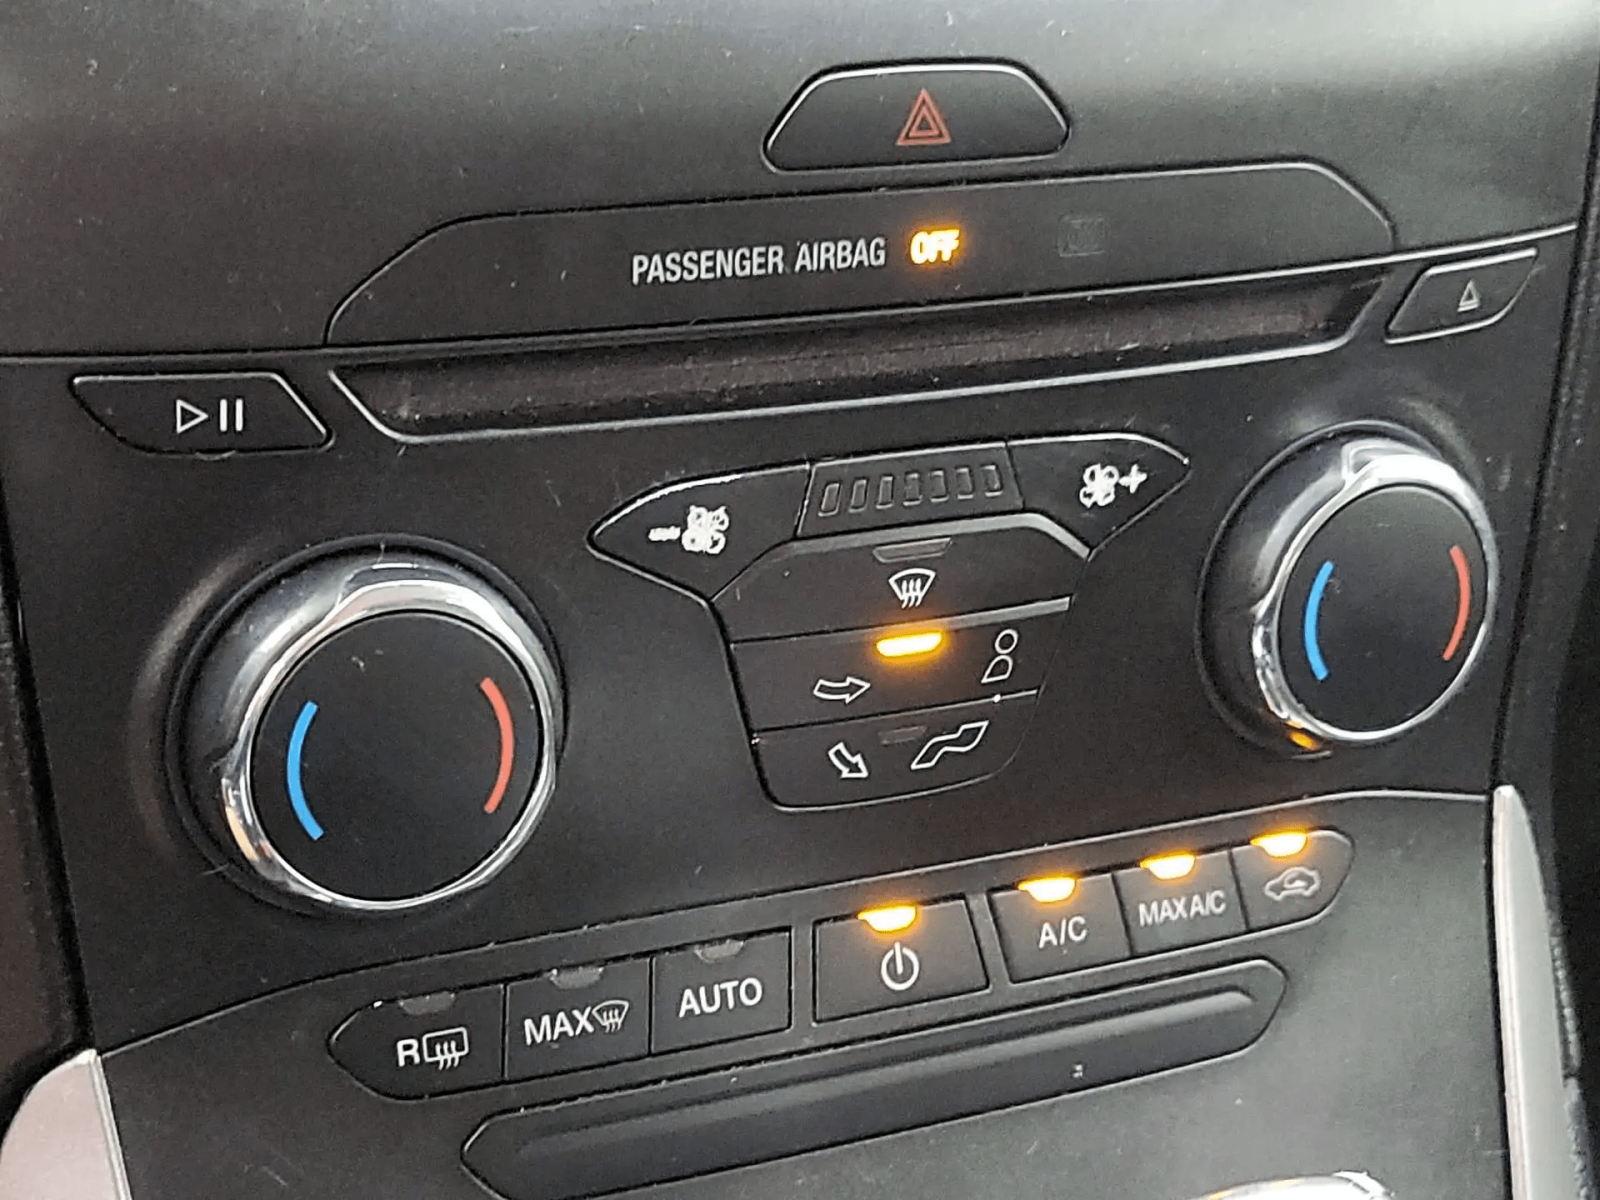 PASSENGER AIRBAG OFF
R
MAX
AUTO
A/C
MAX A/C